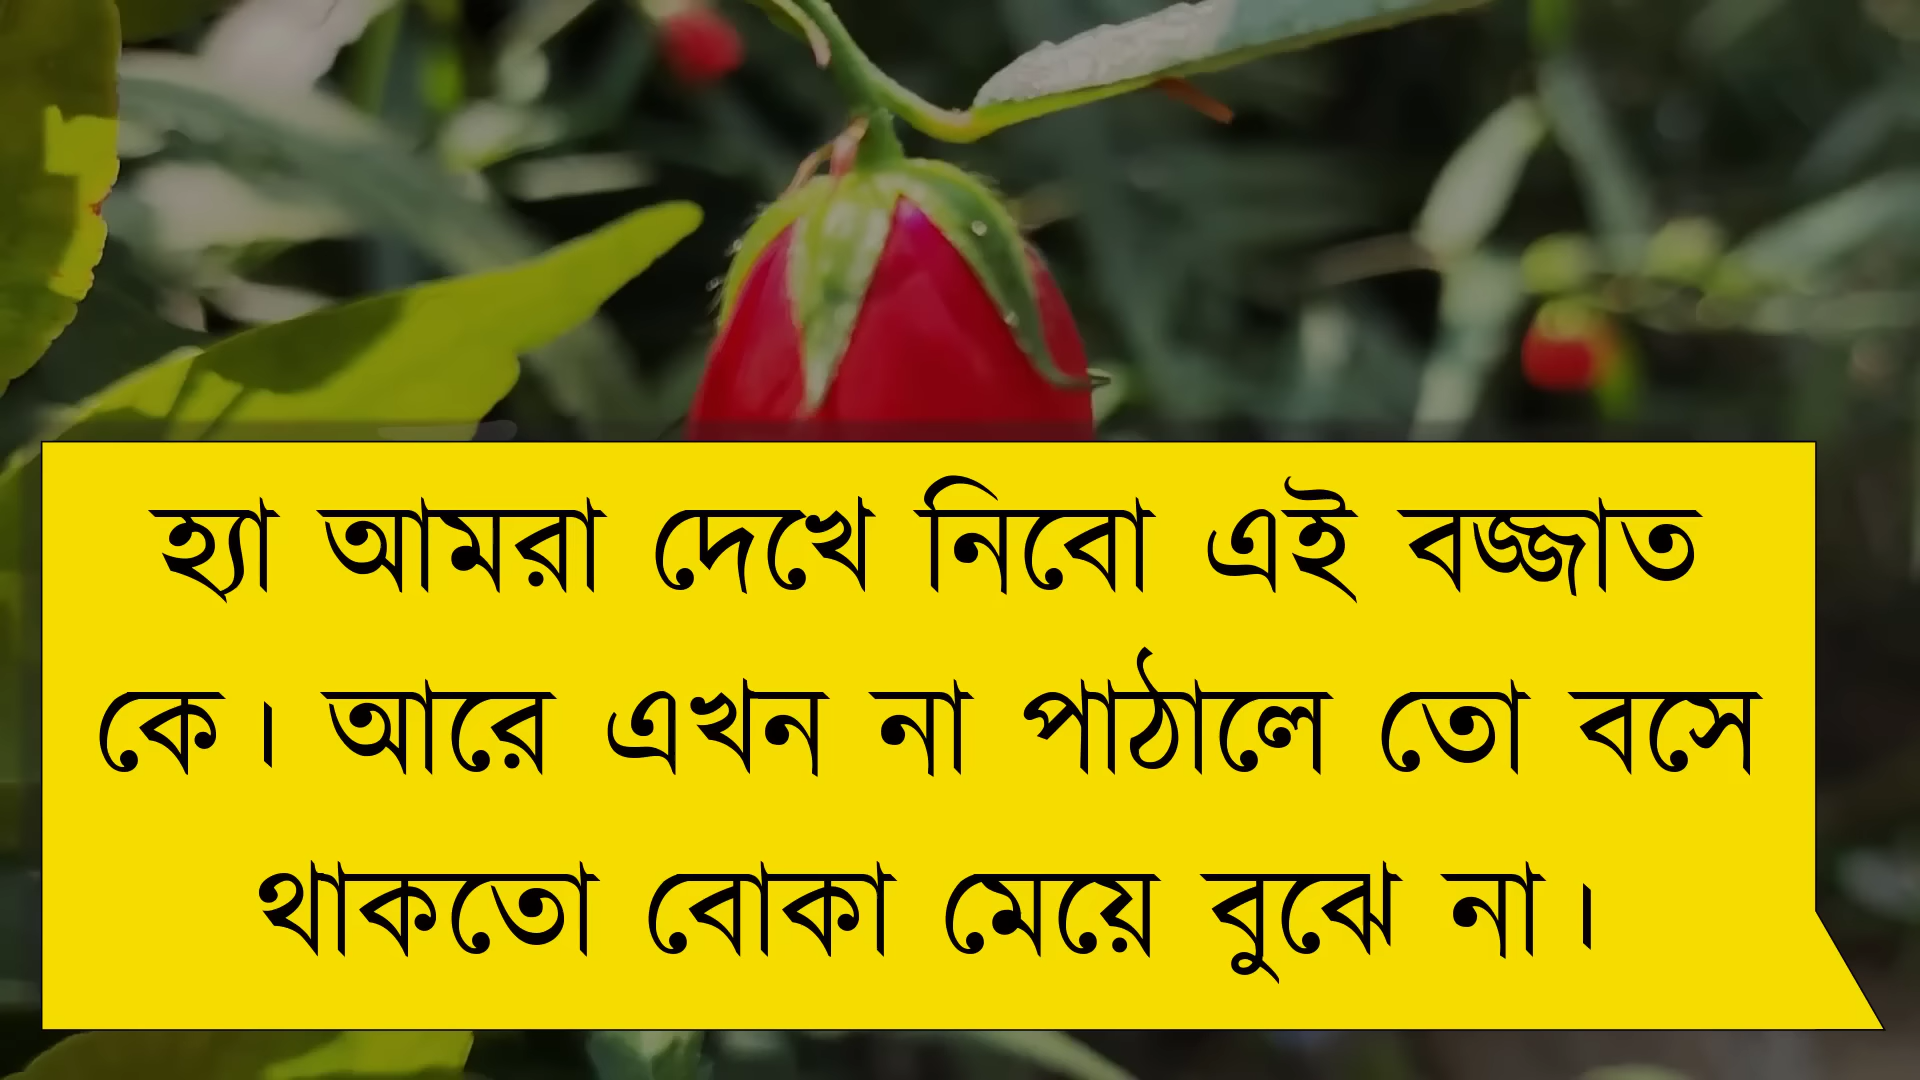 হ্যা আমরা দেখে নিবো এই বজ্জাত
কে। আরে এখন না পাঠালে তো বসে
থাকতো বোকা মেয়ে বুঝে না।